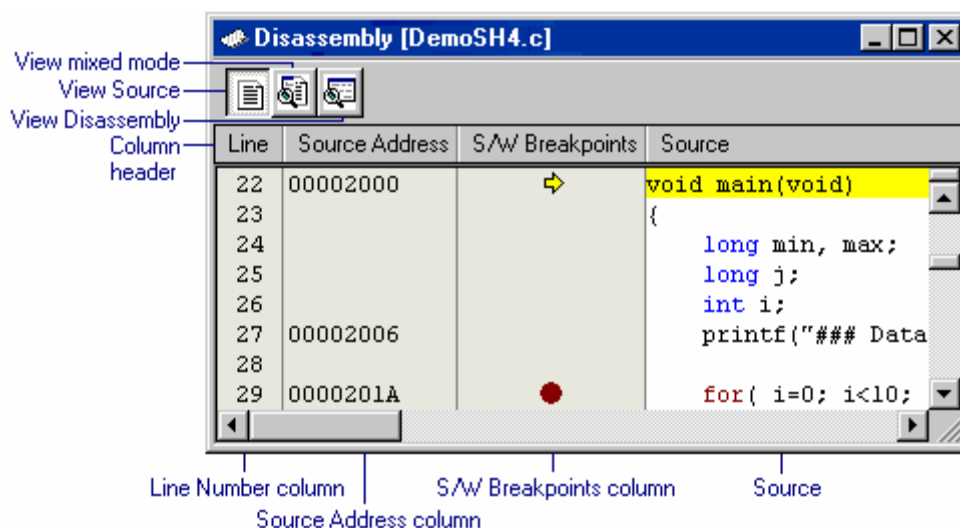 Disassembly [DemoSH4.c]
View mixed mode
View Source
View Disassembly
Column header
Line Source Address S/W Breakpoints Source
22 00002000 void main(void)
23 {
24 long min, max;
25 long j;
26 int i;
27 00002006 printf("### Data
28
29 0000201A for( i=0; i<10;
Line Number column S/W Breakpoints column Source
Source Address column